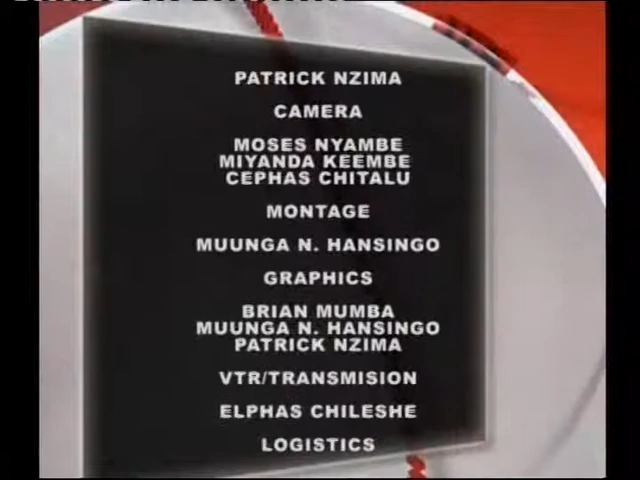 PATRICK NZIMA
CAMERA
MOSES NYAMBE
MIYANDA KEEMBE
CEPHAS CHITALU
MONTAGE
MUUNGA N. HANSINGO
GRAPHICS
BRIAN MUMBA
MUUNGA N. HANSINGO
PATRICK NZIMA
VTR/TRANSMISION
ELPHAS CHILESHE
LOGISTICS